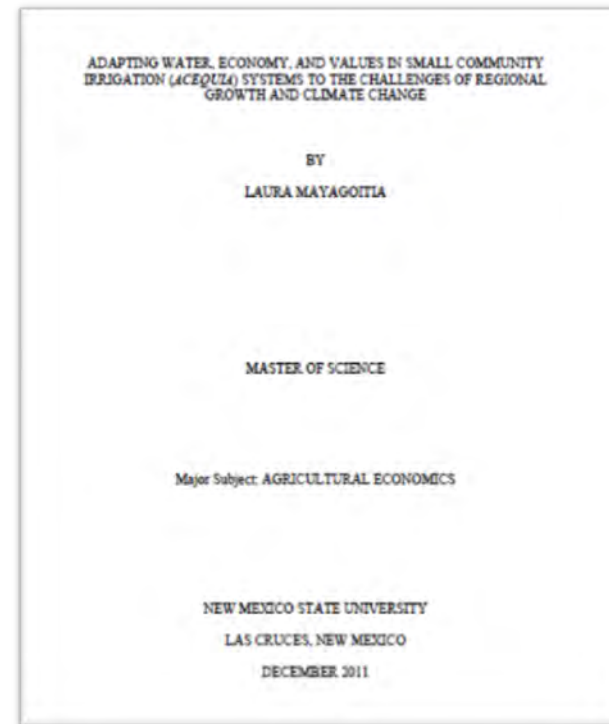 ADAPTING WATER, ECONOMY, AND VALUES IN SMALL COMMUNITY
IRRIGATION (ACEQUIA) SYSTEMS TO THE CHALLENGES OF REGIONAL
GROWTH AND CLIMATE CHANGE
BY
LAURA MAYAGOITIA
MASTER OF SCIENCE
Major Subject: AGRICULTURAL ECONOMICS
NEW MEXICO STATE UNIVERSITY
LAS CRUCES, NEW MEXICO
DECEMBER 2011